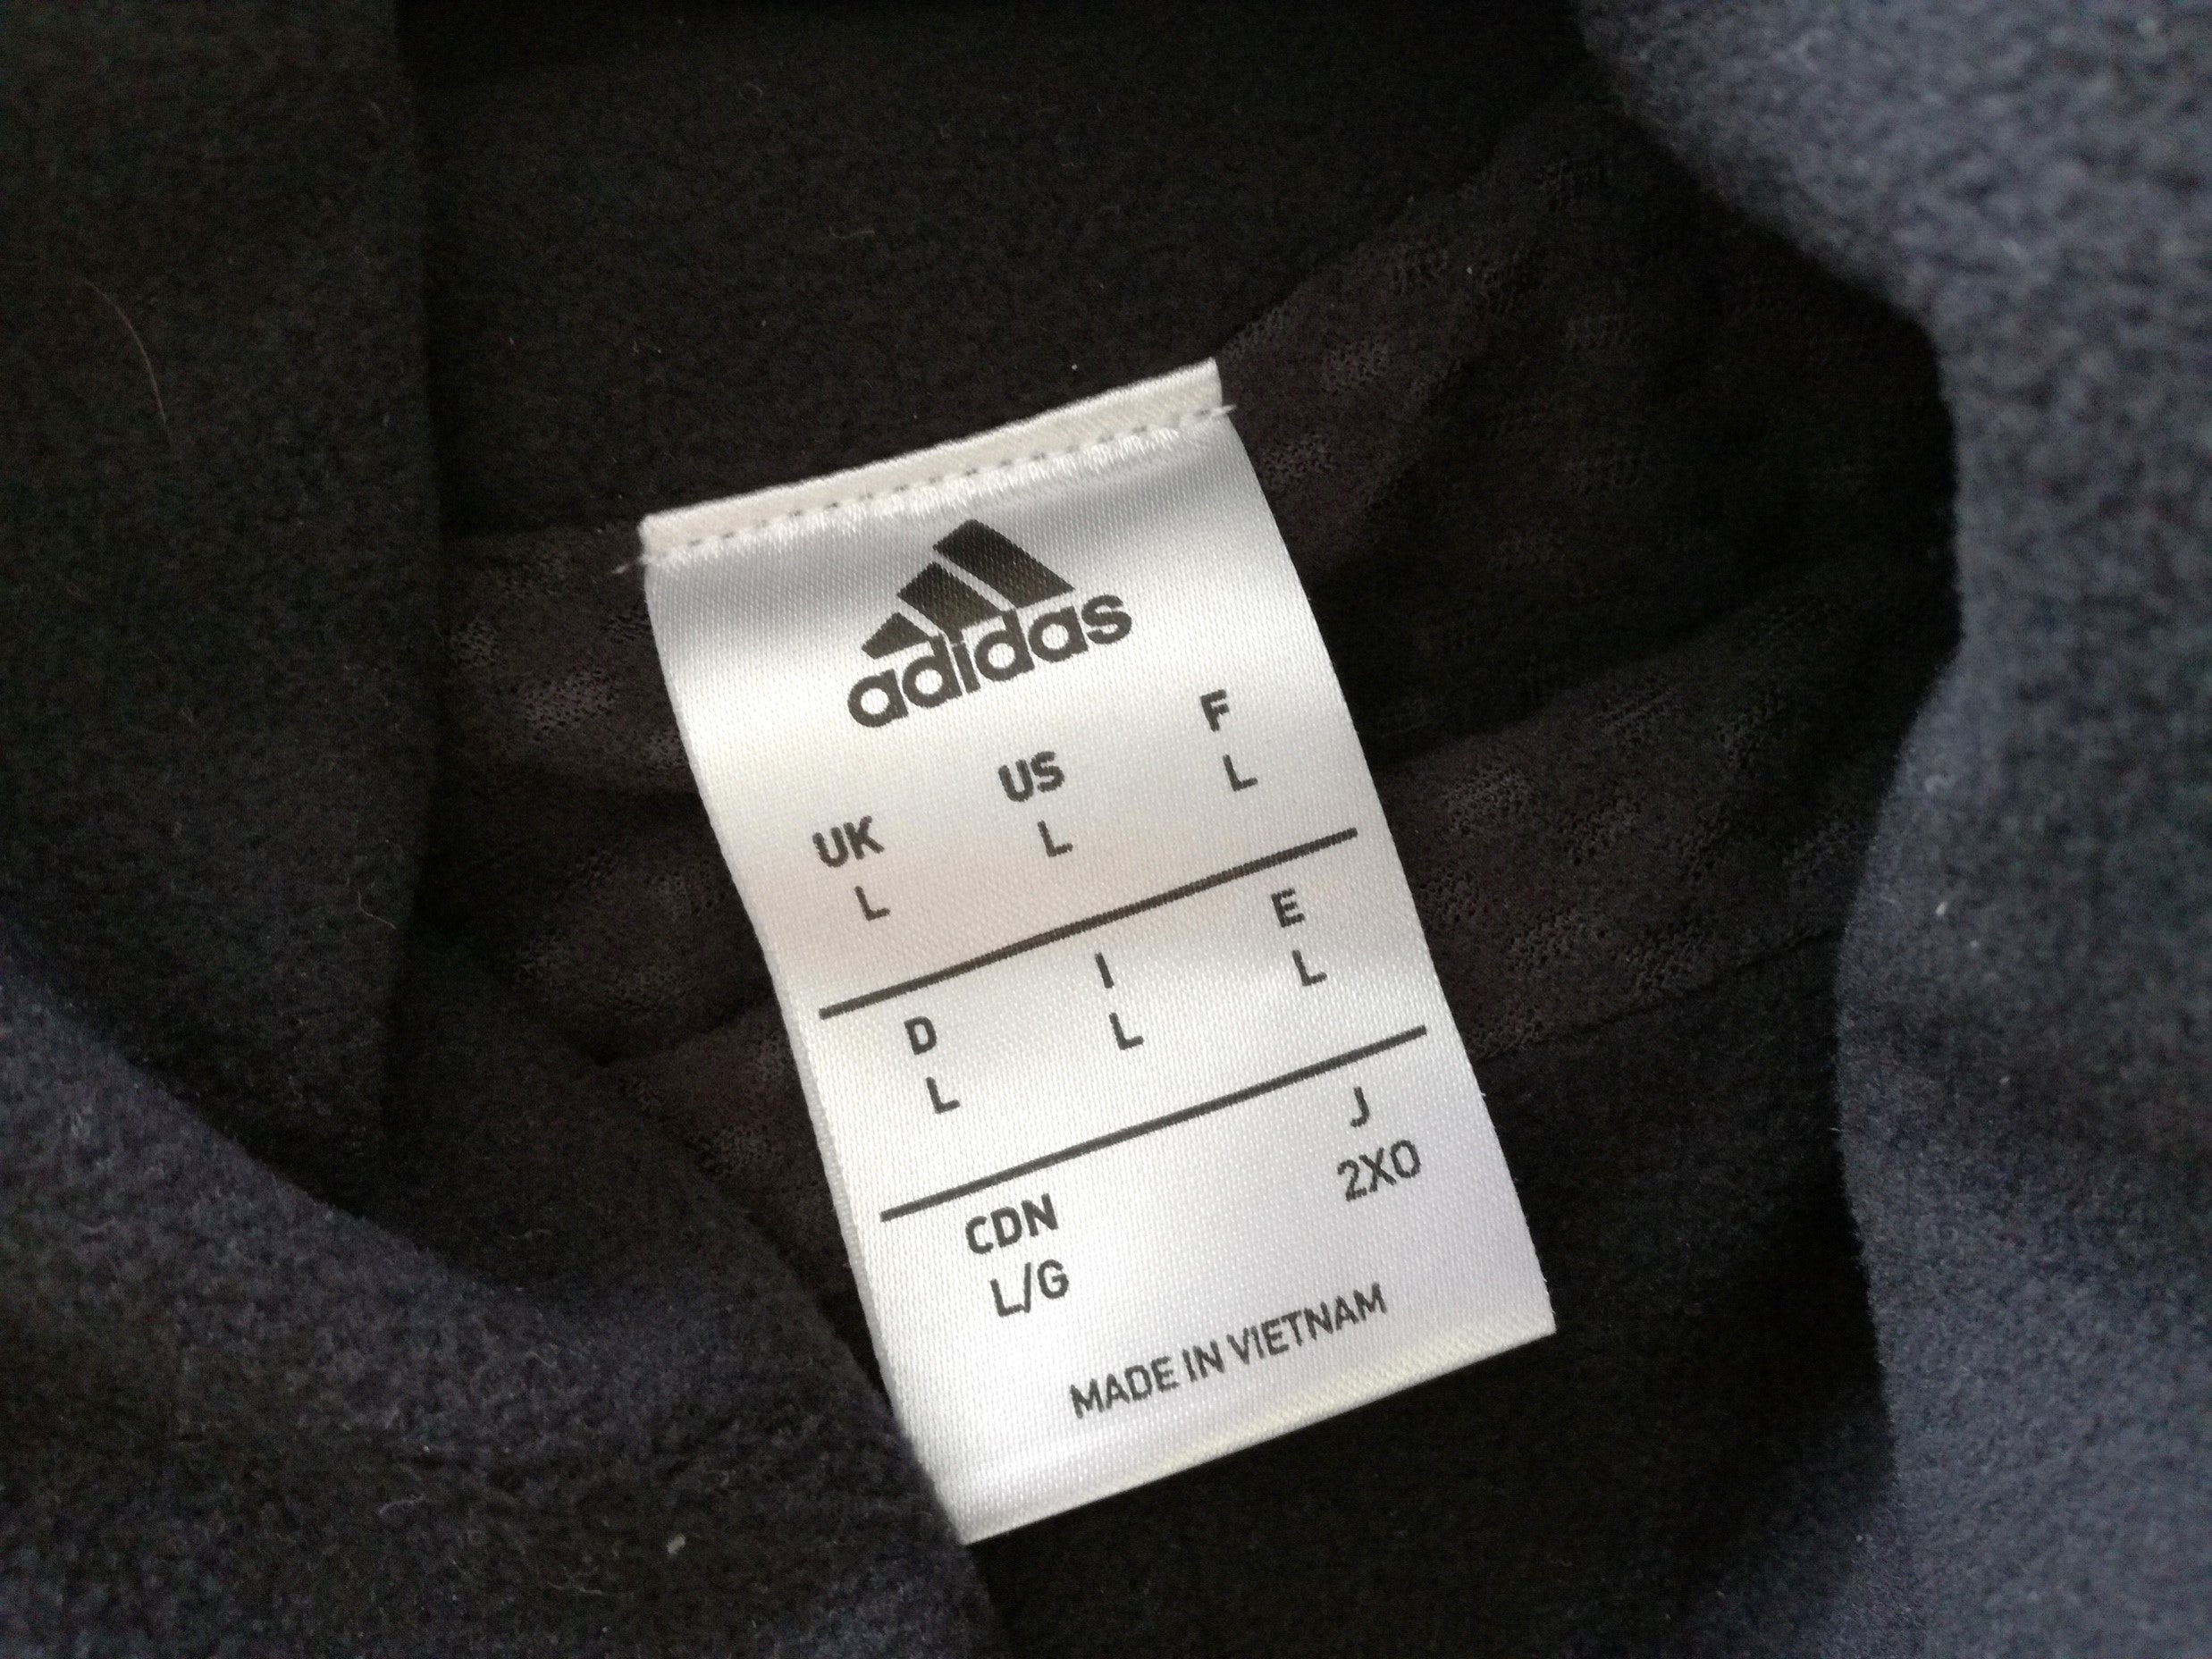 adidas
UK US F
L L L
D I E
L L L
CDN J
L/G 2XO
MADE IN VIETNAM